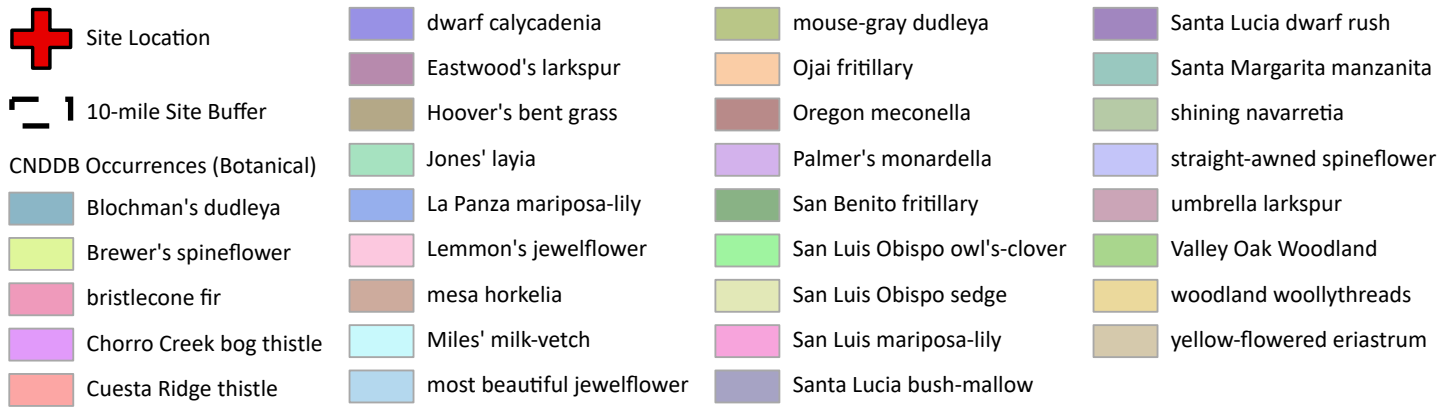 Site Location
10-mile Site Buffer
CNDDB Occurrences (Botanical)
Blochman's dudleya
Brewer's spineflower
bristlecone fir
Chorro Creek bog thistle
Cuesta Ridge thistle
dwarf calycadenia
Eastwood's larkspur
Hoover's bent grass
Jones' layia
La Panza mariposa-lily
Lemmon's jewelflower
mesa horkelia
Miles' milk-vetch
most beautiful jewelflower
mouse-gray dudleya
Ojai fritillary
Oregon meconella
Palmer's monardella
San Benito fritillary
San Luis Obispo owl's-clover
San Luis Obispo sedge
San Luis mariposa-lily
Santa Lucia bush-mallow
Santa Lucia dwarf rush
Santa Margarita manzanita
shining navarretia
straight-awned spineflower
umbrella larkspur
Valley Oak Woodland
woodland woollythreads
yellow-flowered eriastrum